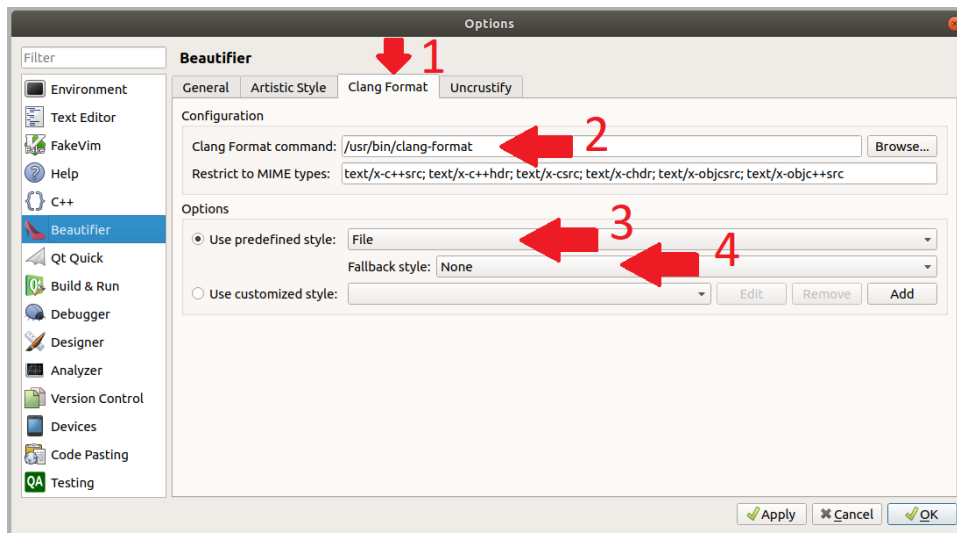 Options
Filter
Beautifier
1
Environment
General Artistic Style Clang Format Uncrustify
Text Editor
Configuration
FakeVim
Clang Format command: /usr/bin/clang-format Browse...
2
Help
Restrict to MIME types: text/x-c++src; text/x-c++hdr; text/x-csrc; text/x-chdr; text/x-objcsrc; text/x-objc++src
C++
Options
Beautifier
Use predefined style: File
3
Qt Quick
Fallback style: None
4
Build & Run
Use customized style: Edit Remove Add
Debugger
Designer
Analyzer
Version Control
Devices
Code Pasting
QA Testing
Apply Cancel OK